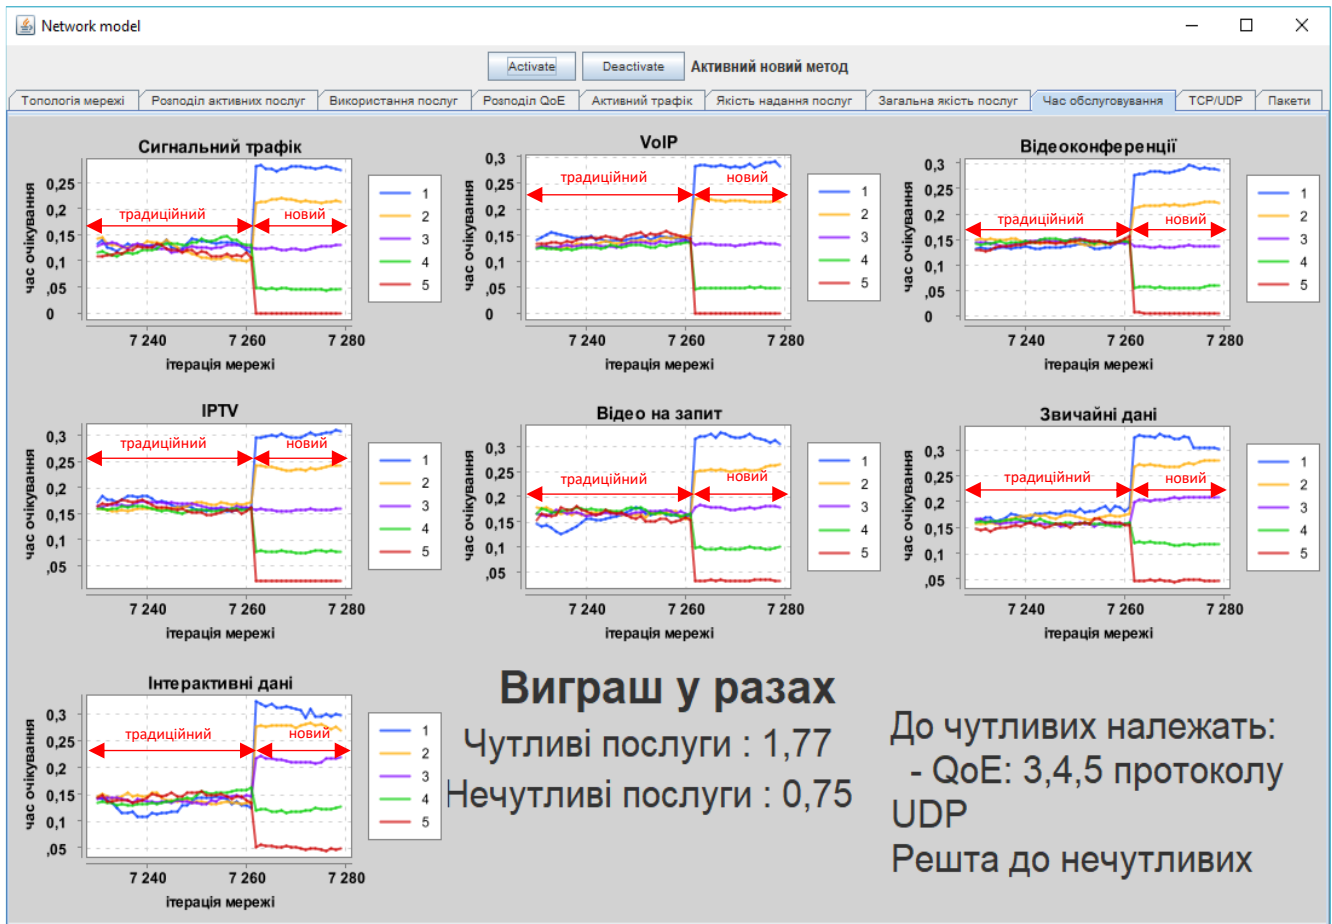 Network model
Activate Deactivate Активний новий метод
Топологія мережі Розподіл активних послуг Використання послуг Розподіл QoE Активний трафік Якість надання послуг Загальна якість послуг Час обслуговування TCP/UDP Пакети
Сигнальний трафік
час очікування
0,25
0,2
0,15
0,1
,05
0
традиційний новий
7 240 7 260 7 280
ітерація мережі
1
2
3
4
5
VoIP
час очікування
0,3
0,25
0,2
0,15
0,1
,05
0
традиційний новий
7 240 7 260 7 280
ітерація мережі
1
2
3
4
5
Відеоконференції
час очікування
0,3
0,25
0,2
0,15
0,1
,05
0
традиційний новий
7 240 7 260 7 280
ітерація мережі
1
2
3
4
5
IPTV
час очікування
0,3
0,25
0,2
0,15
0,1
,05
традиційний новий
7 240 7 260 7 280
ітерація мережі
1
2
3
4
5
Відео на запит
час очікування
0,3
0,25
0,2
0,15
0,1
,05
традиційний новий
7 240 7 260 7 280
ітерація мережі
1
2
3
4
5
Звичайні дані
час очікування
0,3
0,25
0,2
0,15
0,1
,05
традиційний новий
7 240 7 260 7 280
ітерація мережі
1
2
3
4
5
Інтерактивні дані
час очікування
0,3
0,25
0,2
0,15
0,1
,05
традиційний новий
7 240 7 260 7 280
ітерація мережі
1
2
3
4
5
Виграш у разах
Чутливі послуги : 1,77
Нечутливі послуги : 0,75
До чутливих належать:
- QoE: 3,4,5 протоколу
UDP
Решта до нечутливих